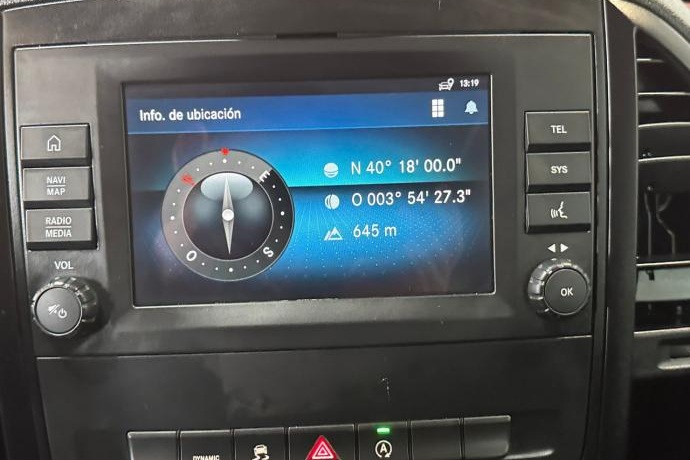 13:19
Info. de ubicación
N
E
S
O
N 40° 18' 00.0"
O 003° 54' 27.3"
645 m
NAVI
MAP
RADIO
MEDIA
VOL
TEL
SYS
OK
DYNAMIC
A